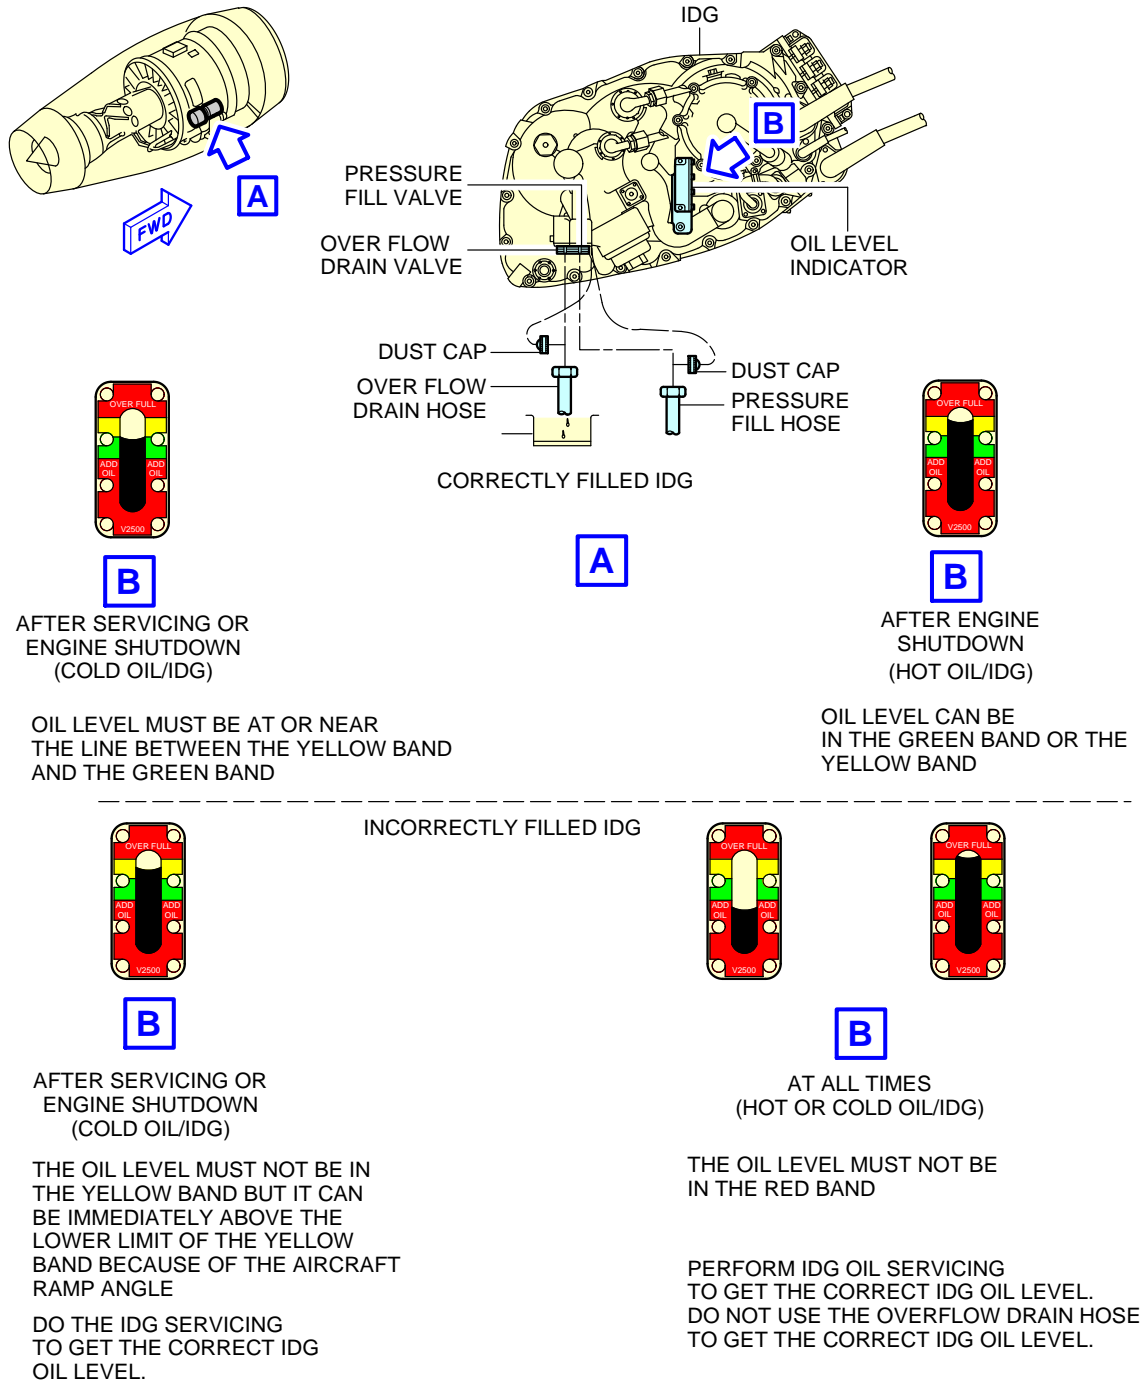 IDG
B
A
FWD
PRESSURE
FILL VALVE
OVER FLOW
DRAIN VALVE
OIL LEVEL
INDICATOR
DUST CAP
OVER FLOW
DRAIN HOSE
DUST CAP
PRESSURE
FILL HOSE
CORRECTLY FILLED IDG
A
OVER FULL
ADD OIL
ADD OIL
V2500
B
AFTER SERVICING OR
ENGINE SHUTDOWN
(COLD OIL/IDG)
OIL LEVEL MUST BE AT OR NEAR
THE LINE BETWEEN THE YELLOW BAND
AND THE GREEN BAND
OVER FULL
ADD OIL
ADD OIL
V2500
B
AFTER ENGINE
SHUTDOWN
(HOT OIL/IDG)
OIL LEVEL CAN BE
IN THE GREEN BAND OR THE
YELLOW BAND
INCORRECTLY FILLED IDG
OVER FULL
ADD OIL
ADD OIL
V2500
B
AFTER SERVICING OR
ENGINE SHUTDOWN
(COLD OIL/IDG)
THE OIL LEVEL MUST NOT BE IN
THE YELLOW BAND BUT IT CAN
BE IMMEDIATELY ABOVE THE
LOWER LIMIT OF THE YELLOW
BAND BECAUSE OF THE AIRCRAFT
RAMP ANGLE
DO THE IDG SERVICING
TO GET THE CORRECT IDG
OIL LEVEL.
OVER FULL
ADD OIL
ADD OIL
V2500
OVER FULL
ADD OIL
ADD OIL
V2500
B
AT ALL TIMES
(HOT OR COLD OIL/IDG)
THE OIL LEVEL MUST NOT BE
IN THE RED BAND
PERFORM IDG OIL SERVICING
TO GET THE CORRECT IDG OIL LEVEL.
DO NOT USE THE OVERFLOW DRAIN HOSE
TO GET THE CORRECT IDG OIL LEVEL.